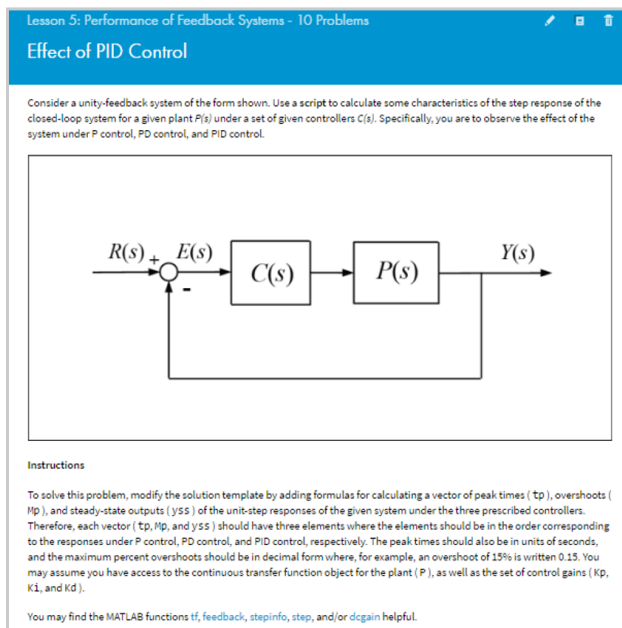 Lesson 5: Performance of Feedback Systems - 10 Problems
Effect of PID Control
Consider a unity-feedback system of the form shown. Use a script to calculate some characteristics of the step response of the
closed-loop system for a given plant P(s) under a set of given controllers C(s). Specifically, you are to observe the effect of the
system under P control, PD control, and PID control.
R(s) + E(s) C(s) P(s) Y(s)
-
Instructions
To solve this problem, modify the solution template by adding formulas for calculating a vector of peak times ( tp ), overshoots (
Mp ), and steady-state outputs ( yss ) of the unit-step responses of the given system under the three prescribed controllers.
Therefore, each vector ( tp, Mp, and yss ) should have three elements where the elements should be in the order corresponding
to the responses under P control, PD control, and PID control, respectively. The peak times should also be in units of seconds,
and the maximum percent overshoots should be in decimal form where, for example, an overshoot of 15% is written 0.15. You
may assume you have access to the continuous transfer function object for the plant ( P ), as well as the set of control gains ( Kp,
Ki, and Kd ).
You may find the MATLAB functions tf, feedback, stepinfo, step, and/or dcgain helpful.